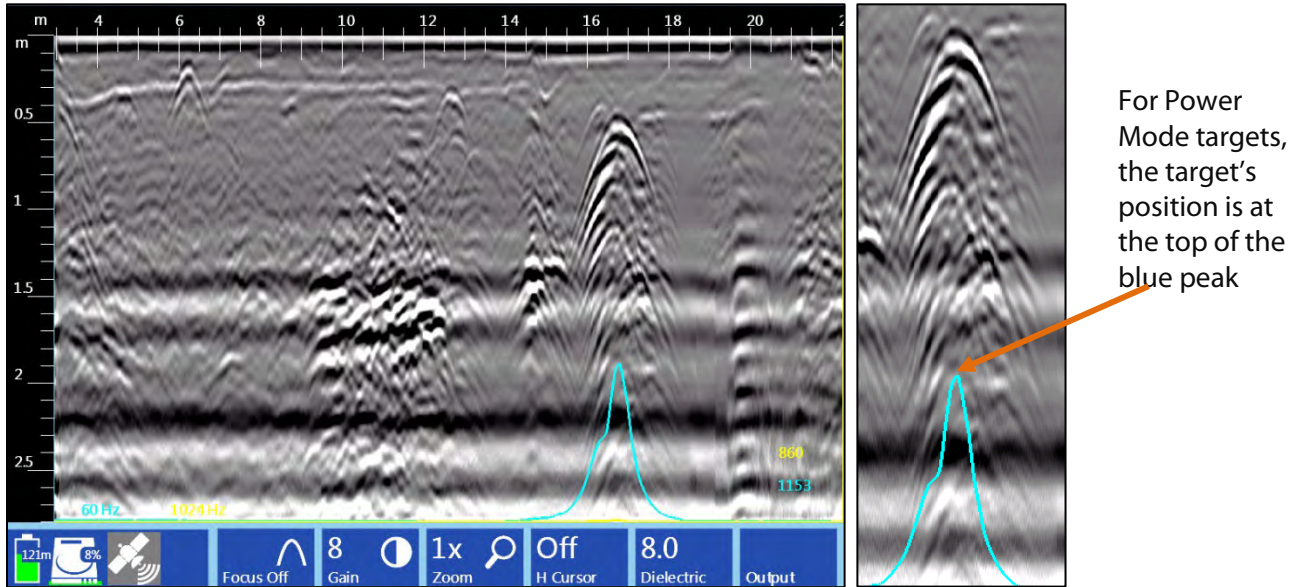 m 4 6 8 10 12 14 16 18 20 2
m
0.5
1
1.5
2
2.5
860
1153
60 Hz 1024 HZ
121m 8% Focus Off 8 Gain 1x Zoom Off H Cursor 8.0 Dielectric Output
For Power
Mode targets,
the target's
position is at
the top of the
blue peak